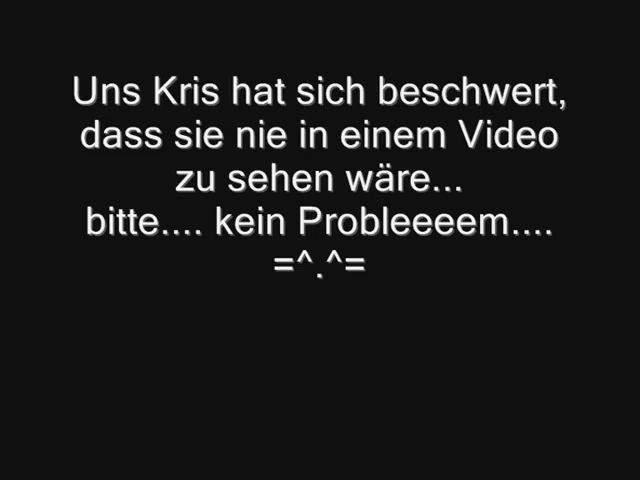 Uns Kris hat sich beschwert,
dass sie nie in einem Video
zu sehen wäre...
bitte.... kein Probleeeem....
=^.^=